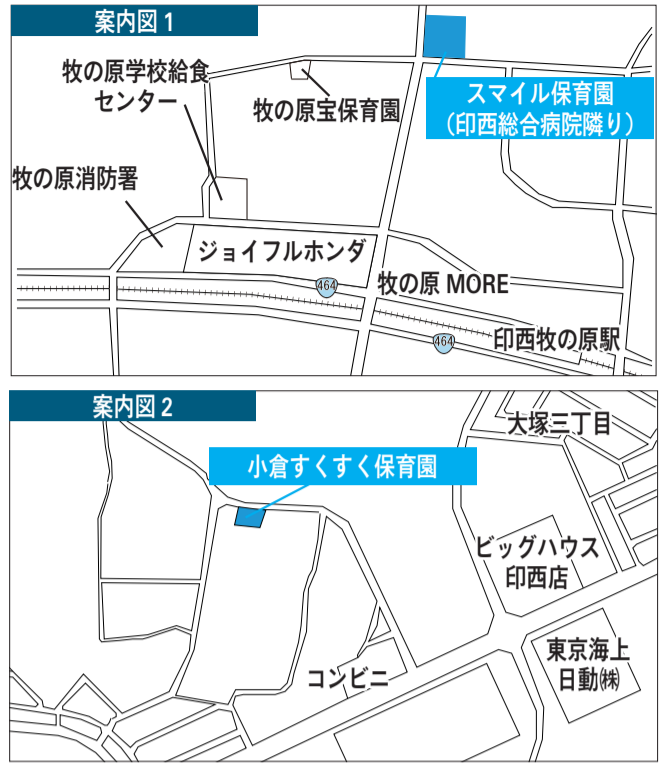 案内図 1
牧の原学校給食
センター
牧の原宝保育園
スマイル保育園
(印西総合病院隣り)
牧の原消防署
ジョイフルホンダ
464
牧の原 MORE
464
印西牧の原駅
案内図 2
大塚三丁目
小倉すくすく保育園
ビッグハウス
印西店
東京海上
日動㈱
コンビニ